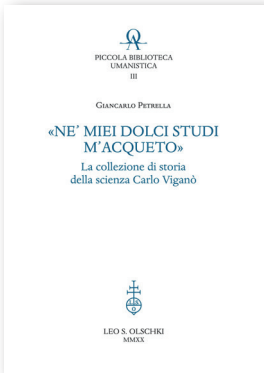 PICCOLA BIBLIOTECA
UMANISTICA
III
GIANCARLO PETRELLA
«NE’ MIEI DOLCI STUDI
M’ACQUETO»
La collezione di storia
della scienza Carlo Viganò
LEO S. OLSCHKI
MMXX